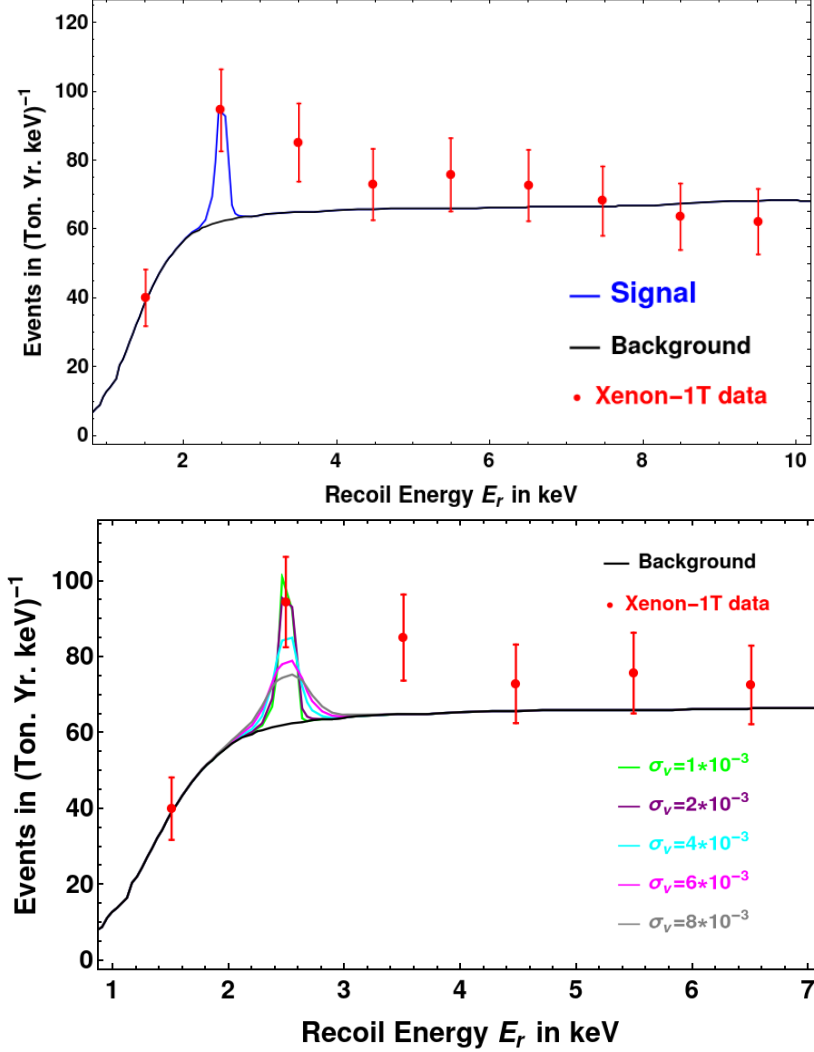 120
100
80
60
40
20
0
Events in (Ton. Yr. keV)⁻¹
Signal
Background
Xenon−1T data
2 4 6 8 10
Recoil Energy Eᵣ in keV
100
80
60
40
20
0
Events in (Ton. Yr. keV)⁻¹
Background
Xenon−1T data
σᵥ=1*10⁻³
σᵥ=2*10⁻³
σᵥ=4*10⁻³
σᵥ=6*10⁻³
σᵥ=8*10⁻³
1 2 3 4 5 6 7
Recoil Energy Eᵣ in keV